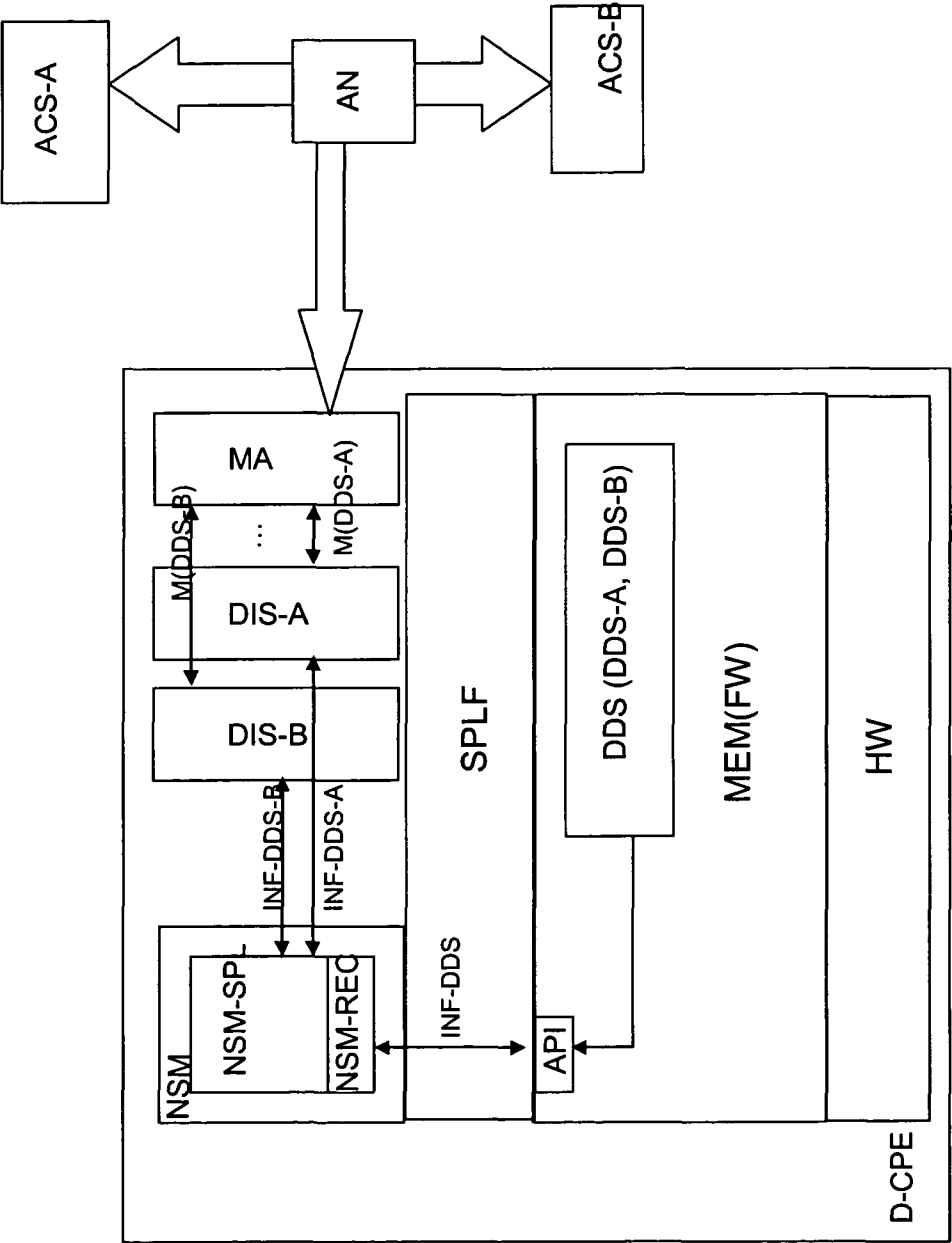 ACS-A
AN
ACS-B
MA
M(DDS-B)
...
M(DDS-A)
DIS-A
DIS-B
INF-DDS-B
INF-DDS-A
NSM
NSM-SPL
NSM-REC
INF-DDS
SPLF
API
DDS (DDS-A, DDS-B)
MEM(FW)
HW
D-CPE